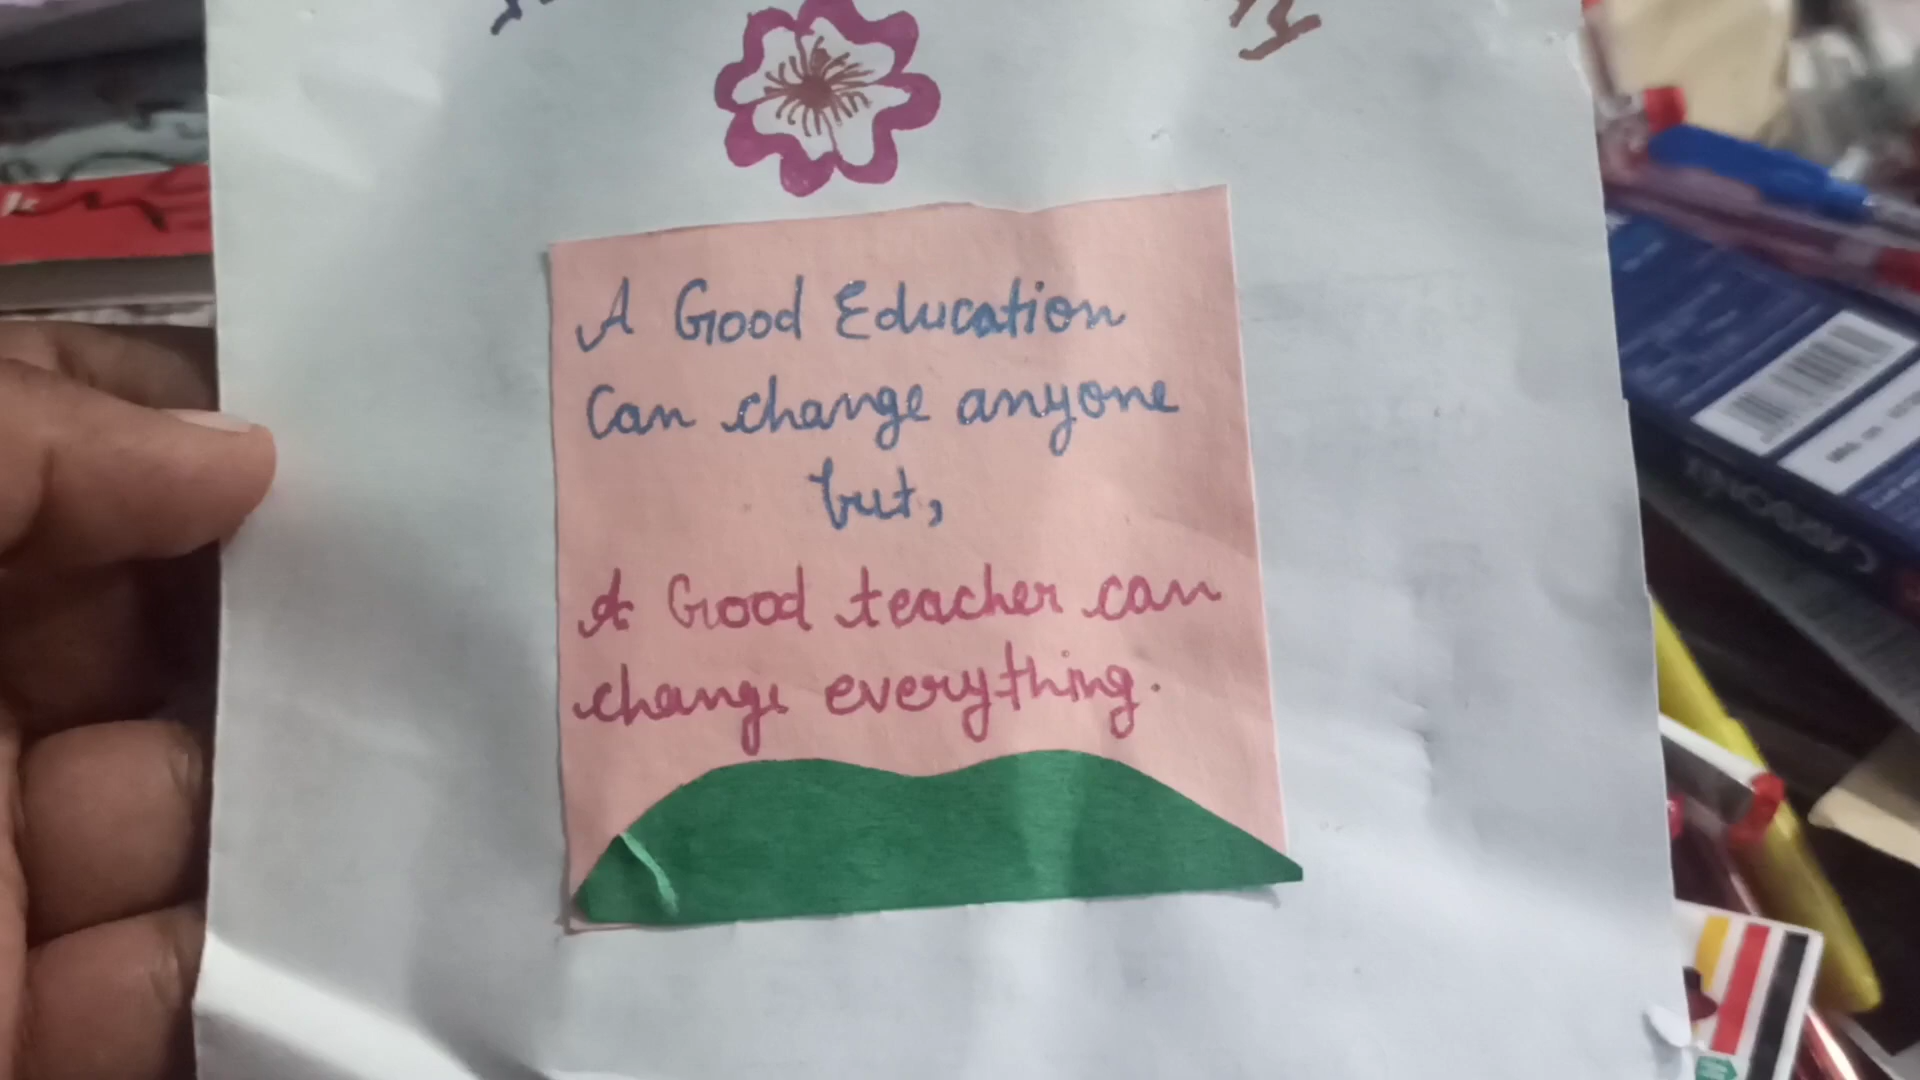 A Good Education
Can change anyone
but,
A Good teacher can
change everything.